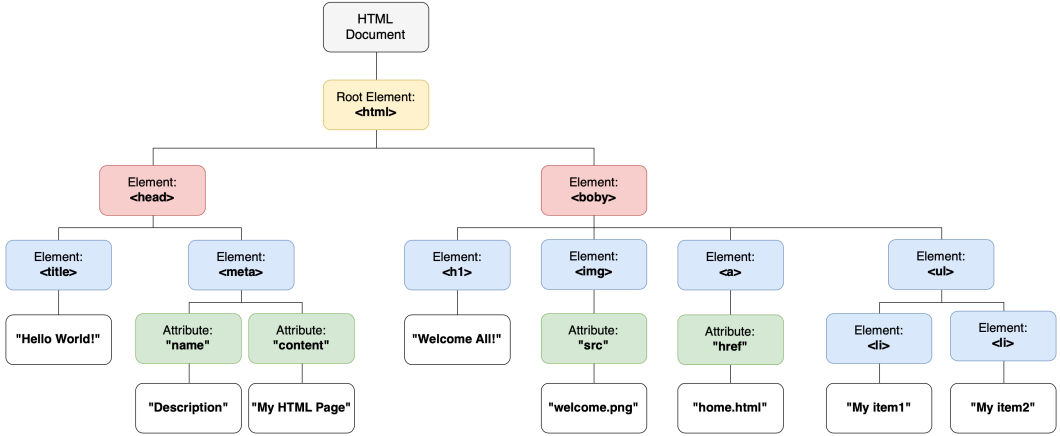 HTML
Document
Root Element:
<html>
Element:
<head>
Element:
<boby>
Element:
<title>
Element:
<meta>
Element:
<h1>
Element:
<img>
Element:
<a>
Element:
<ul>
"Hello World!"
Attribute:
"name"
Attribute:
"content"
"Welcome All!"
Attribute:
"src"
Attribute:
"href"
Element:
<li>
Element:
<li>
"Description"
"My HTML Page"
"welcome.png"
"home.html"
"My item1"
"My item2"